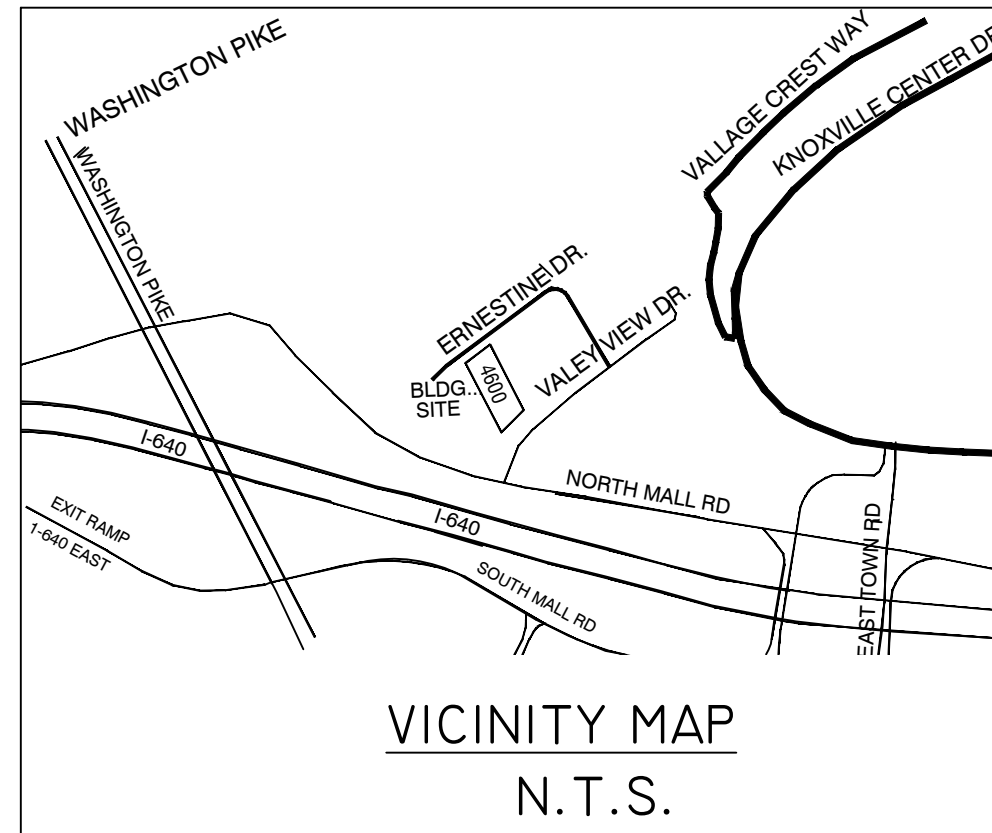 WASHINGTON PIKE
WASHINGTON PIKE
VALLAGE CREST WAY
KNOXVILLE CENTER DR
ERNESTINE DR.
VALEY VIEW DR.
4600
BLDG..
SITE
I-640
NORTH MALL RD
I-640
EXIT RAMP
1-640 EAST
SOUTH MALL RD
EAST TOWN RD
VICINITY MAP
N.T.S.